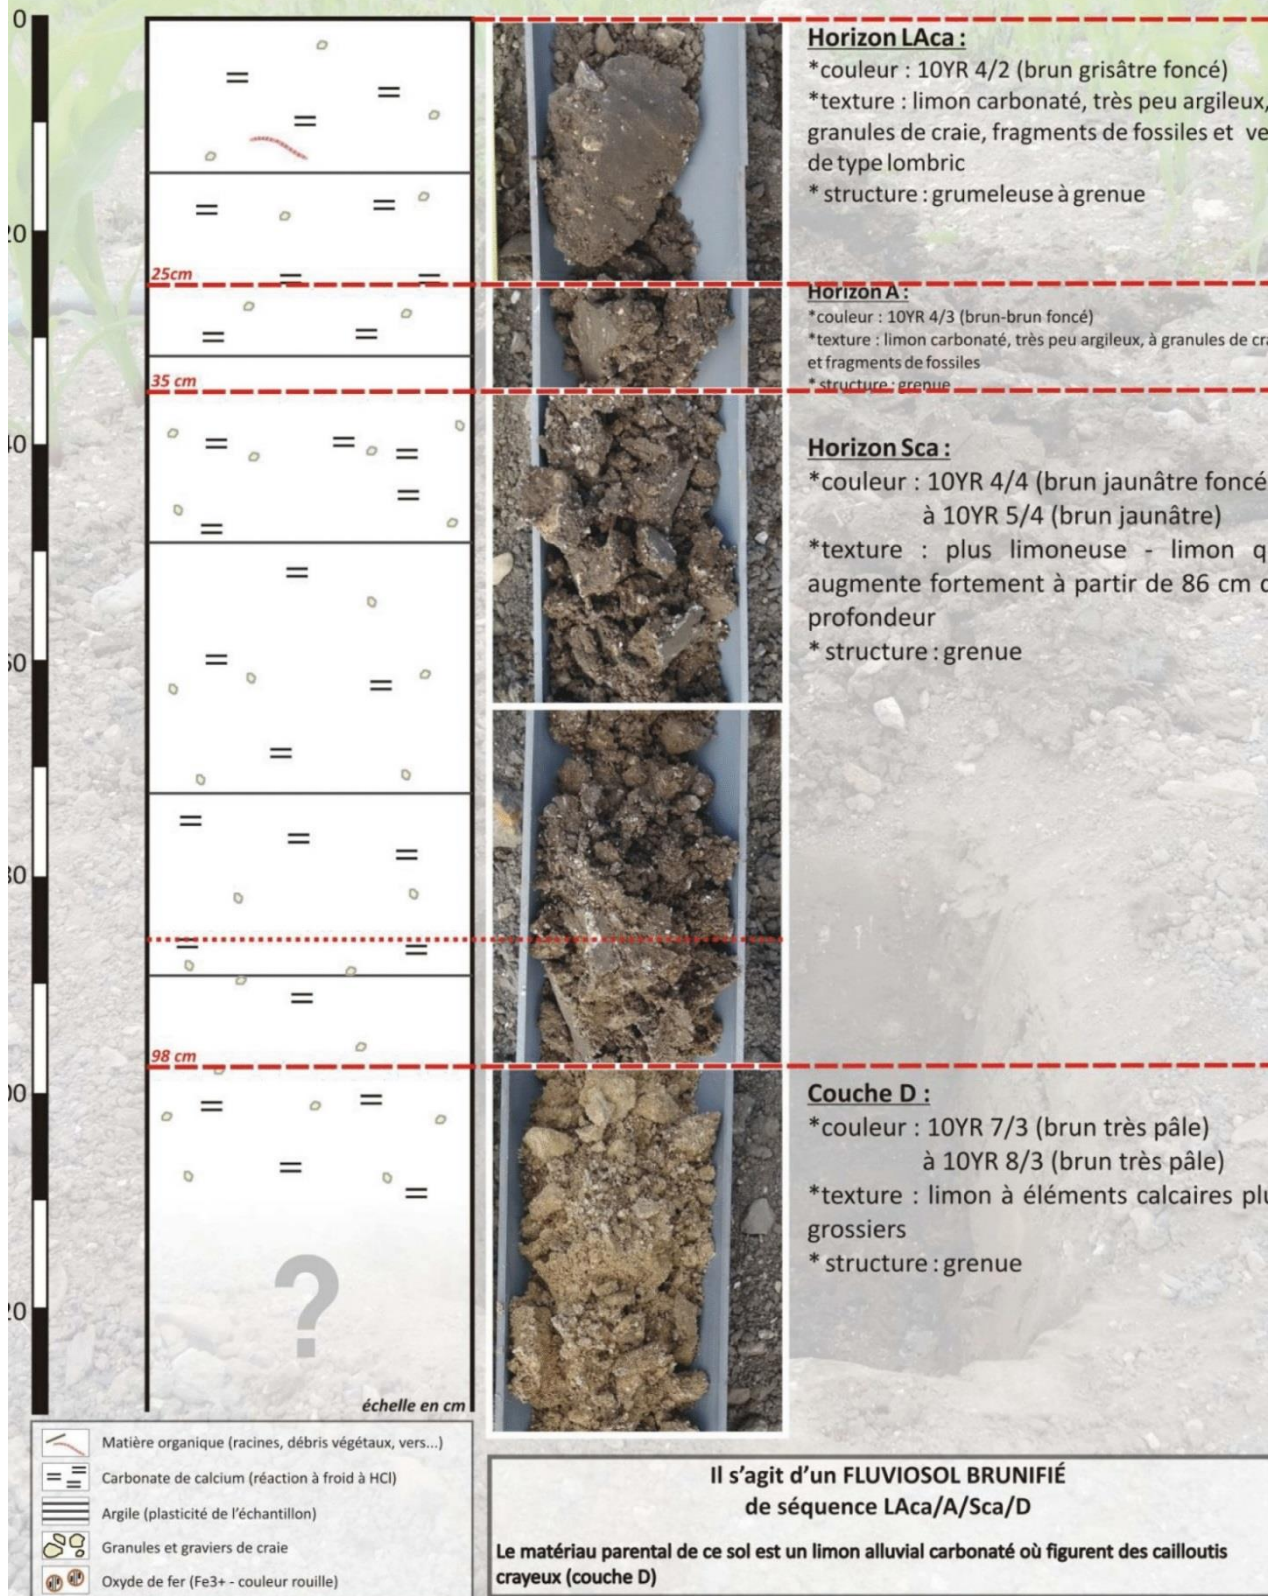 0
Horizon LAca :
*couleur : 10YR 4/2 (brun grisâtre foncé)
*texture : limon carbonaté, très peu argileux,
granules de craie, fragments de fossiles et
de type lombric
* structure : grumeleuse à grenue
20
25cm
Horizon A :
*couleur : 10YR 4/3 (brun-brun foncé)
*texture : limon carbonaté, très peu argileux, à granules de
et fragments de fossiles
* structure : grenue
35 cm
40
Horizon Sca :
*couleur : 10YR 4/4 (brun jaunâtre foncé
à 10YR 5/4 (brun jaunâtre)
*texture : plus limoneuse - limon
augmente fortement à partir de 86 cm
profondeur
* structure : grenue
60
80
98 cm
00
Couche D :
*couleur : 10YR 7/3 (brun très pâle)
à 10YR 8/3 (brun très pâle)
*texture : limon à éléments calcaires
grossiers
* structure : grenue
?
20
échelle en cm
Matière organique (racines, débris végétaux, vers...)
Carbonate de calcium (réaction à froid à HCl)
Argile (plasticité de l'échantillon)
Granules et graviers de craie
Oxyde de fer (Fe3+ - couleur rouille)
Il s'agit d'un FLUVIOSOL BRUNIFIÉ
de séquence LAca/A/Sca/D
Le matériau parental de ce sol est un limon alluvial carbonaté où figurent des cailloutis
crayeux (couche D)